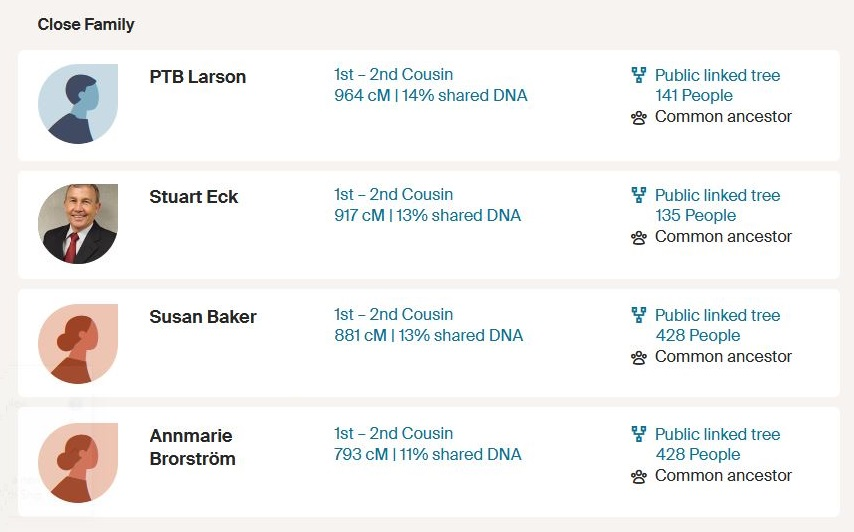 Close Family
PTB Larson
1st – 2nd Cousin
964 cM | 14% shared DNA
Public linked tree
141 People
Common ancestor
Stuart Eck
1st – 2nd Cousin
917 cM | 13% shared DNA
Public linked tree
135 People
Common ancestor
Susan Baker
1st – 2nd Cousin
881 cM | 13% shared DNA
Public linked tree
428 People
Common ancestor
Annmarie
Brorström
1st – 2nd Cousin
793 cM | 11% shared DNA
Public linked tree
428 People
Common ancestor